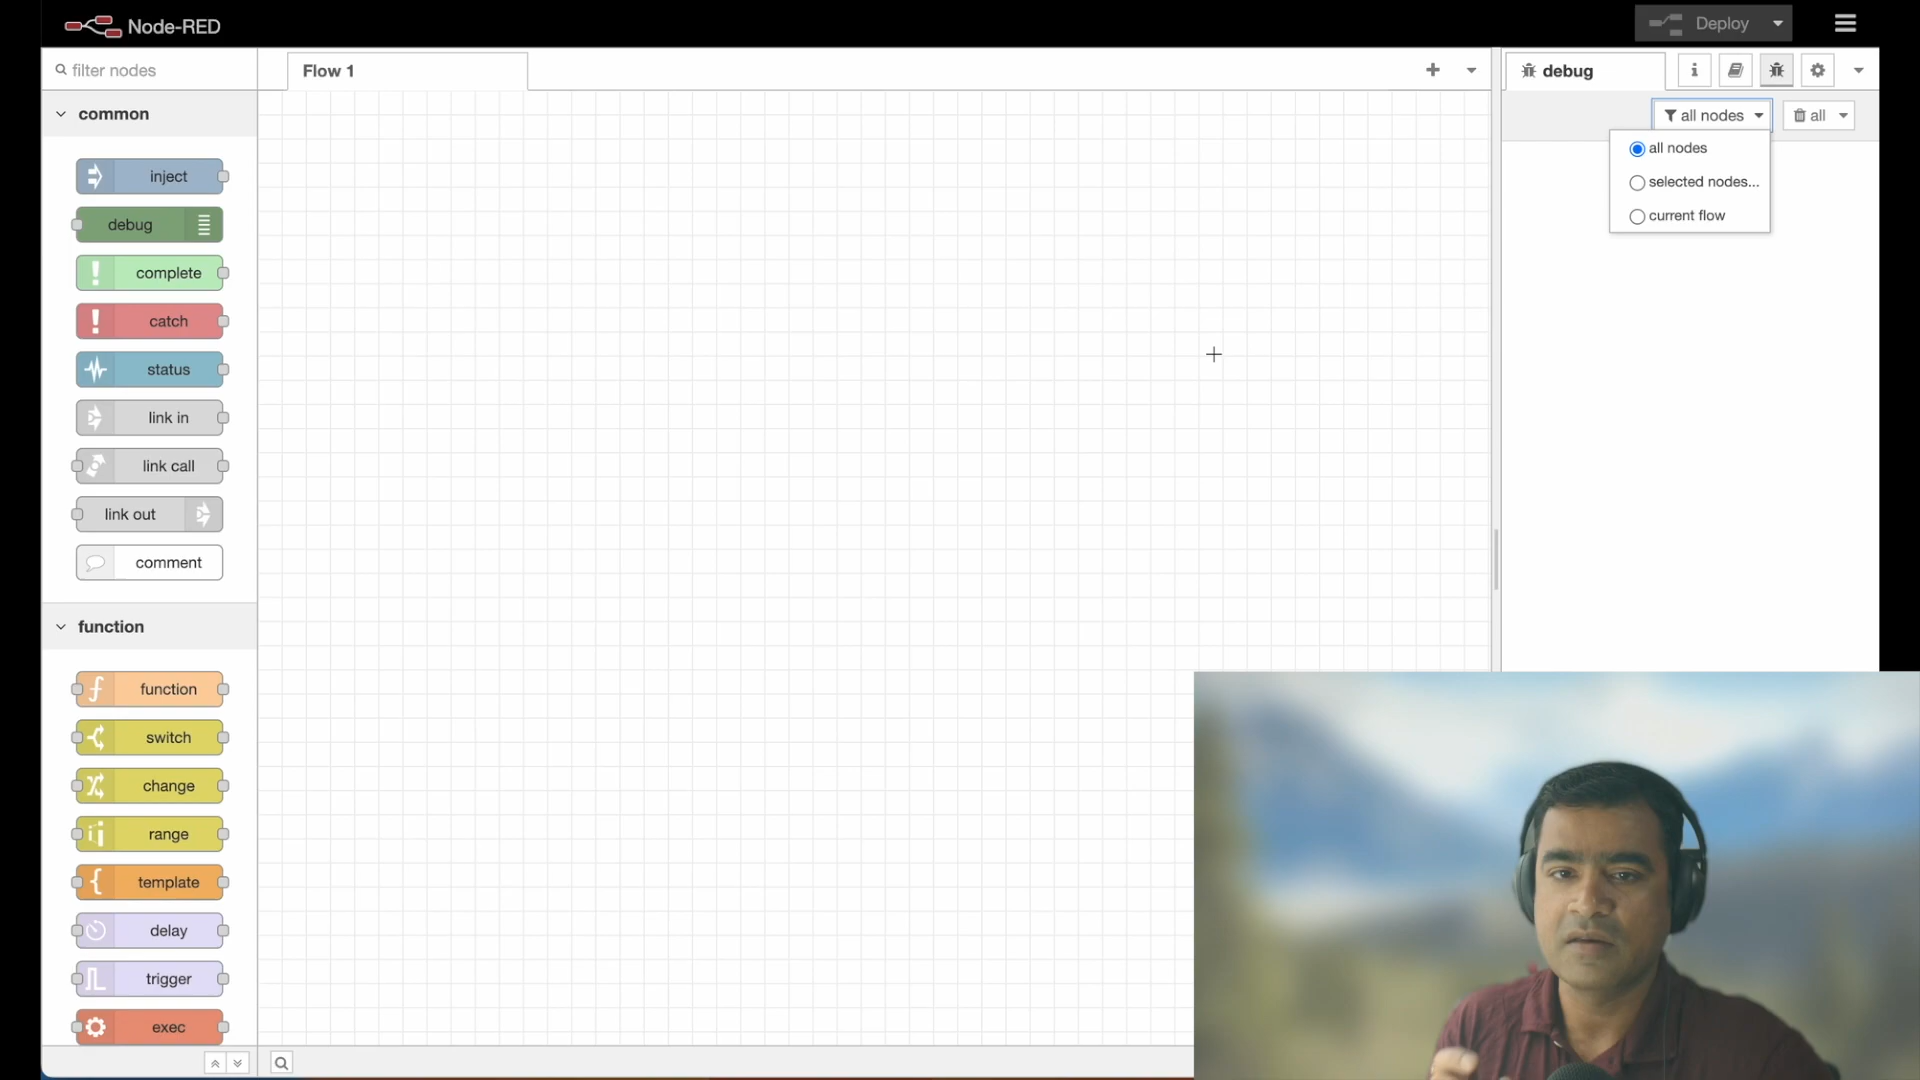 Node-RED
Deploy
filter nodes
Flow 1
debug
all nodes
all
all nodes
selected nodes...
current flow
common
inject
debug
complete
catch
status
link in
link call
link out
comment
function
function
switch
change
range
template
delay
trigger
exec